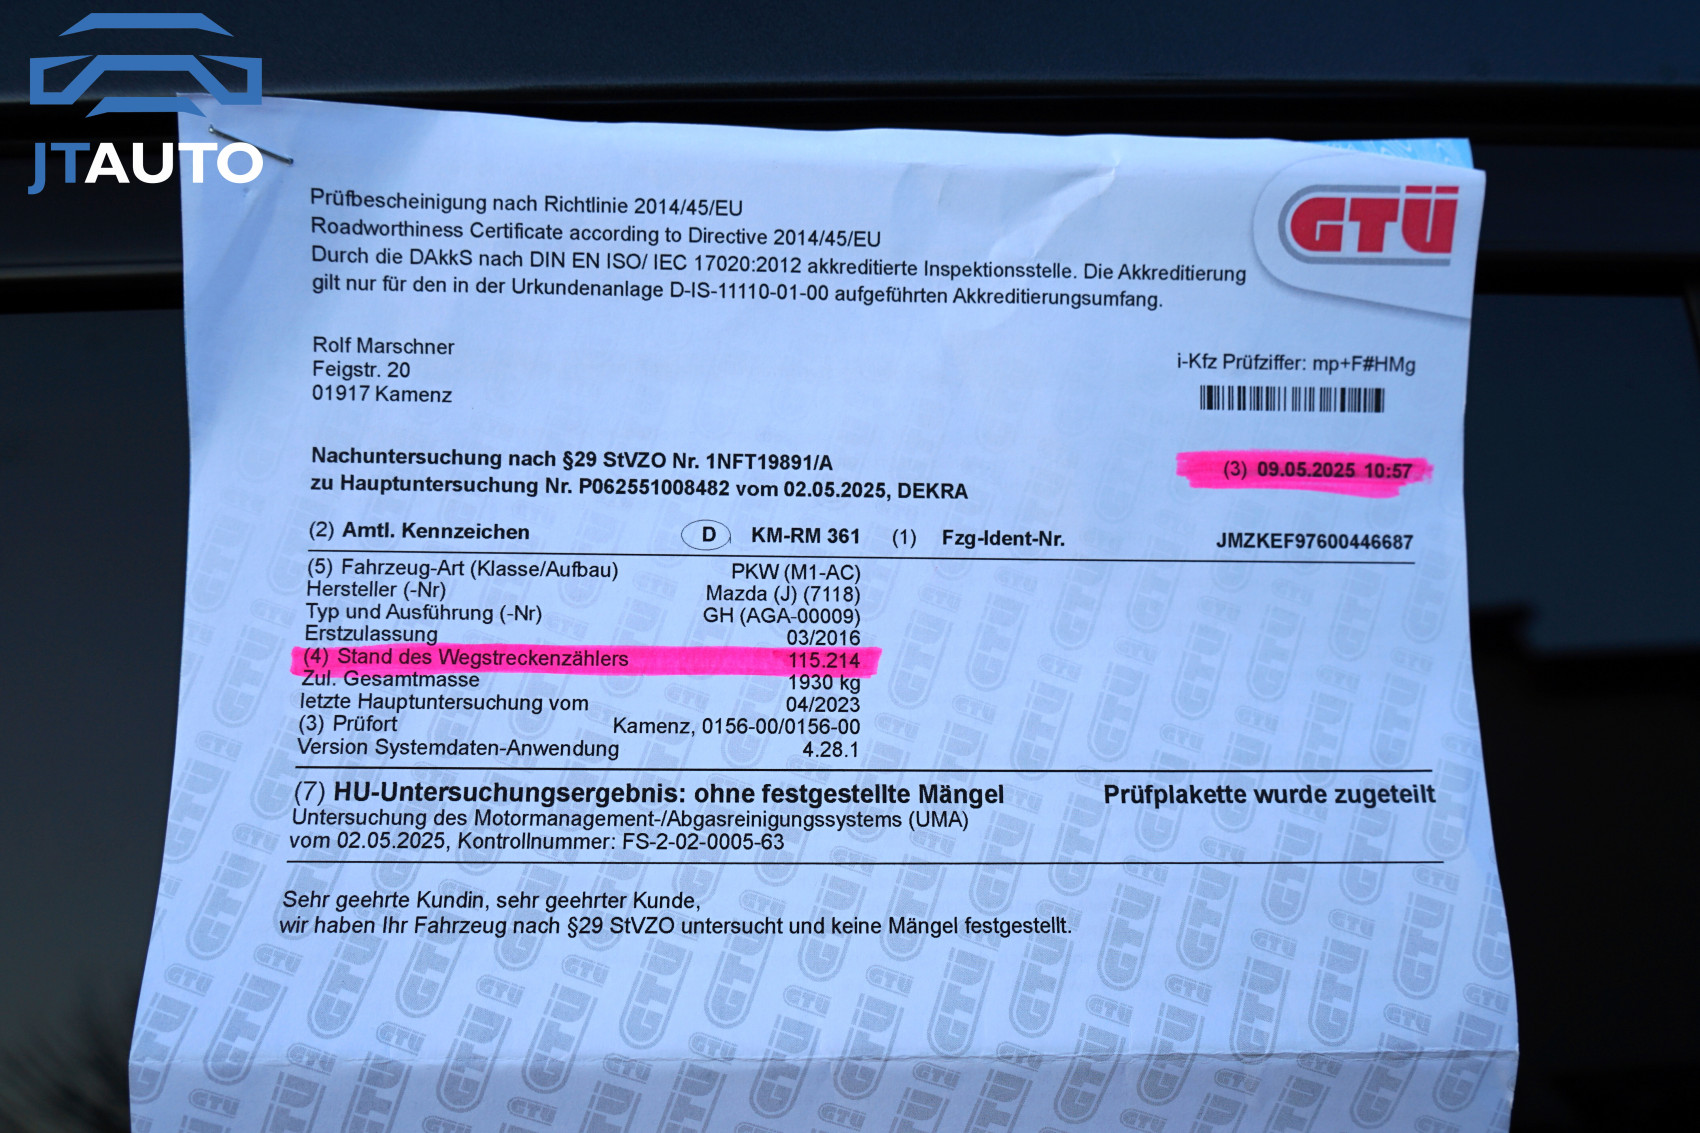 JTAUTO
GTÜ
Prüfbescheinigung nach Richtlinie 2014/45/EU
Roadworthiness Certificate according to Directive 2014/45/EU
Durch die DAkkS nach DIN EN ISO/ IEC 17020:2012 akkreditierte Inspektionsstelle. Die Akkreditierung
gilt nur für den in der Urkundenanlage D-IS-11110-01-00 aufgeführten Akkreditierungsumfang.
Rolf Marschner
Feigstr. 20
01917 Kamenz
i-Kfz Prüfziffer: mp+F#HMg
Nachuntersuchung nach §29 StVZO Nr. 1NFT19891/A
(3) 09.05.2025 10:57
zu Hauptuntersuchung Nr. P062551008482 vom 02.05.2025, DEKRA
(2) Amtl. Kennzeichen D KM-RM 361 (1) Fzg-Ident-Nr. JMZKEF97600446687
(5) Fahrzeug-Art (Klasse/Aufbau) PKW (M1-AC)
Hersteller (-Nr) Mazda (J) (7118)
Typ und Ausführung (-Nr) GH (AGA-00009)
Erstzulassung 03/2016
(4) Stand des Wegstreckenzählers 115.214
Zul. Gesamtmasse 1930 kg
letzte Hauptuntersuchung vom 04/2023
(3) Prüfort Kamenz, 0156-00/0156-00
Version Systemdaten-Anwendung 4.28.1
(7) HU-Untersuchungsergebnis: ohne festgestellte Mängel Prüfplakette wurde zugeteilt
Untersuchung des Motormanagement-/Abgasreinigungssystems (UMA)
vom 02.05.2025, Kontrollnummer: FS-2-02-0005-63
Sehr geehrte Kundin, sehr geehrter Kunde,
wir haben Ihr Fahrzeug nach §29 StVZO untersucht und keine Mängel festgestellt.